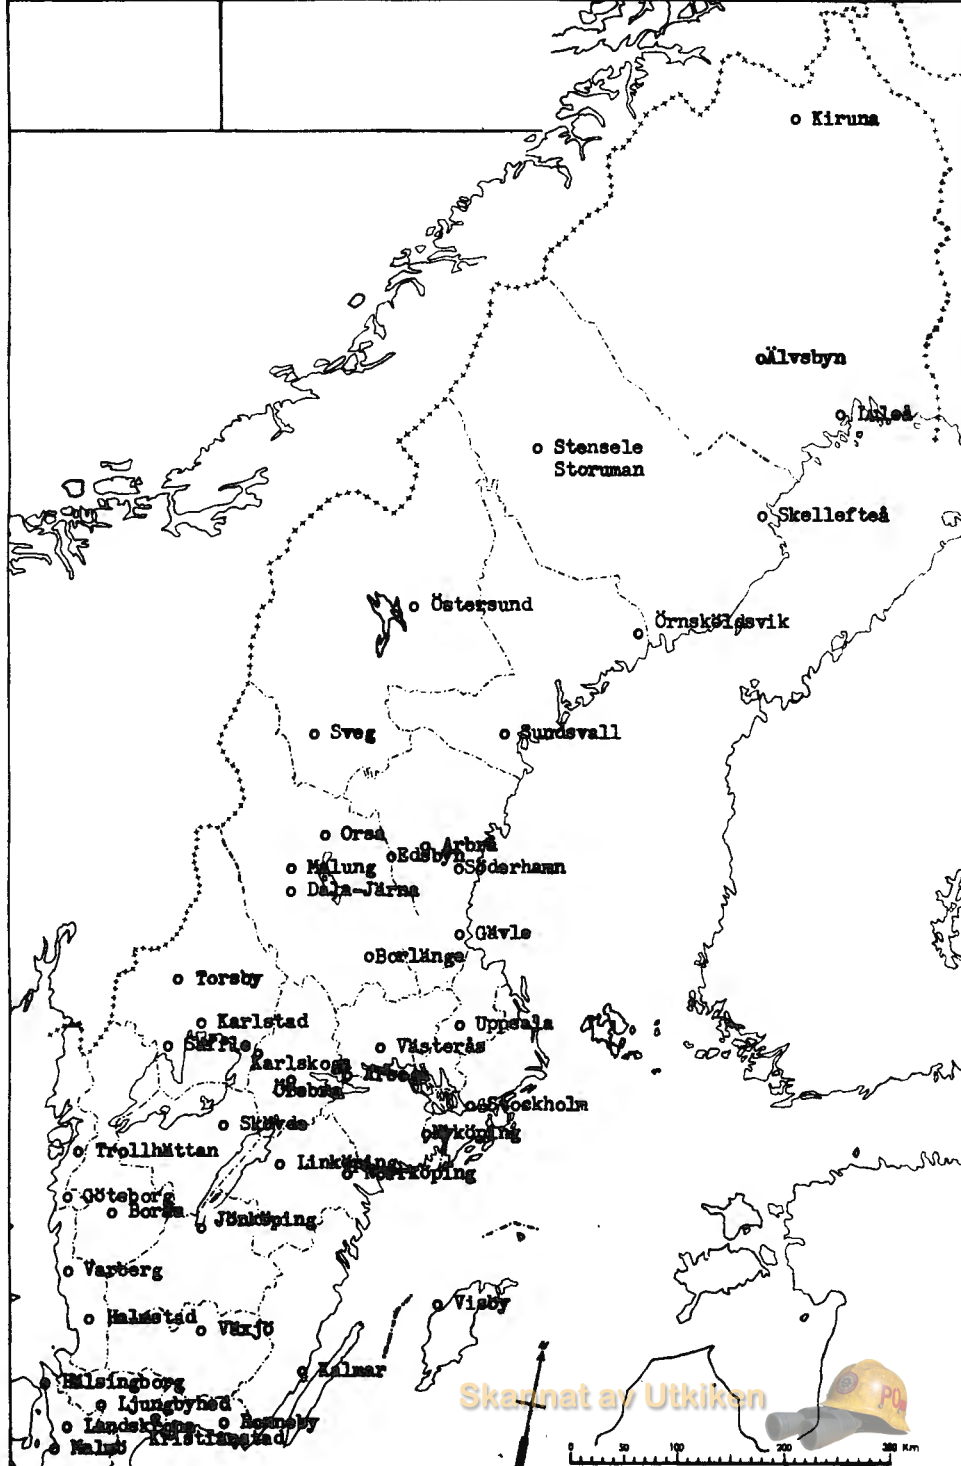 Kiruna
Älvsbyn
Luleå
Stensele
Storuman
Skellefteå
Östersund
Örnsköldsvik
Sveg
Sundsvall
Orsa
Arbrå
Edsbyn
Malung
Söderhamn
Dala-Järna
Gävle
Borlänge
Torsby
Karlstad
Uppsala
Säffle
Västerås
Karlskoga
Arboga
Örebro
Stockholm
Skövde
Nyköping
Trollhättan
Linköping
Norrköping
Göteborg
Borås
Jönköping
Varberg
Visby
Halmstad
Växjö
Kalmar
Hälsingborg
Skannat av Utkiken
Ljungbyhed
Landskrona
Ronneby
Kristianstad
Malmö
0 50 100 200 300 Km